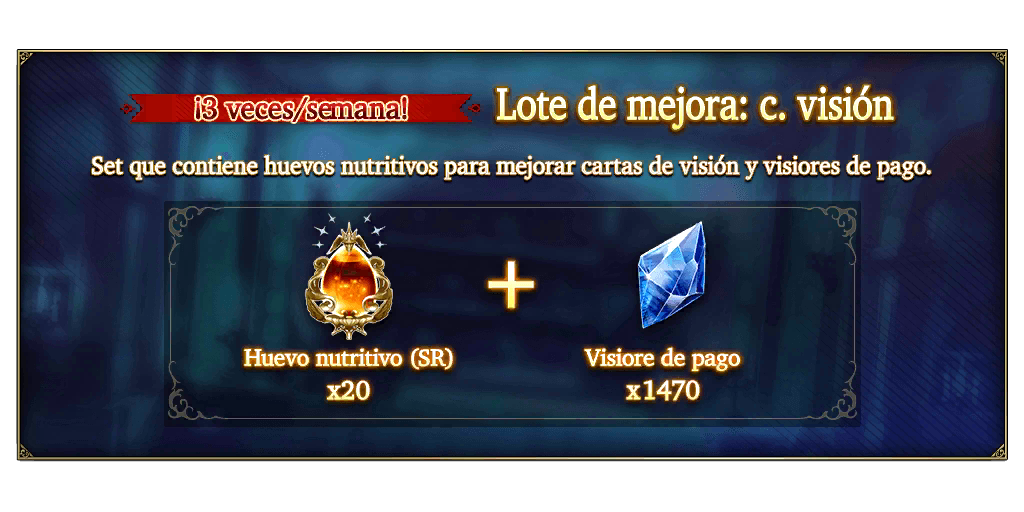 ¡3 veces/semana!
Lote de mejora: c. visión
Set que contiene huevos nutritivos para mejorar cartas de visión y visiores de pago.
Huevo nutritivo (SR)
x20
+
Visiore de pago
x1470